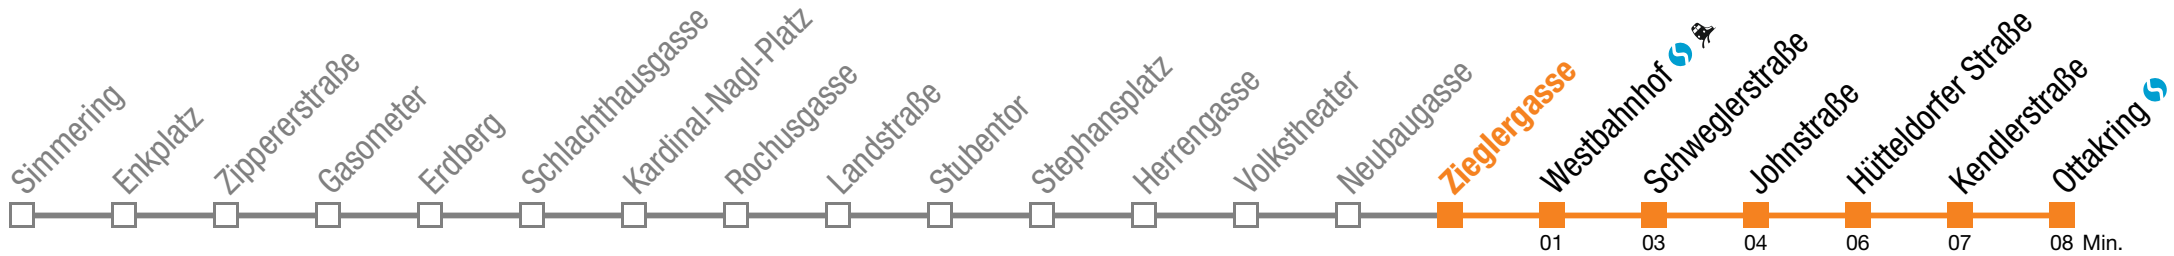 Simmering
Enkplatz
Zippererstraße
Gasometer
Erdberg
Schlachthausgasse
Kardinal-Nagl-Platz
Rochusgasse
Landstraße
Stubentor
Stephansplatz
Herrengasse
Volkstheater
Neubaugasse
Zieglergasse
Westbahnhof
Schweglerstraße
Johnstraße
Hütteldorfer Straße
Kendlerstraße
Ottakring
01 03 04 06 07 08 Min.